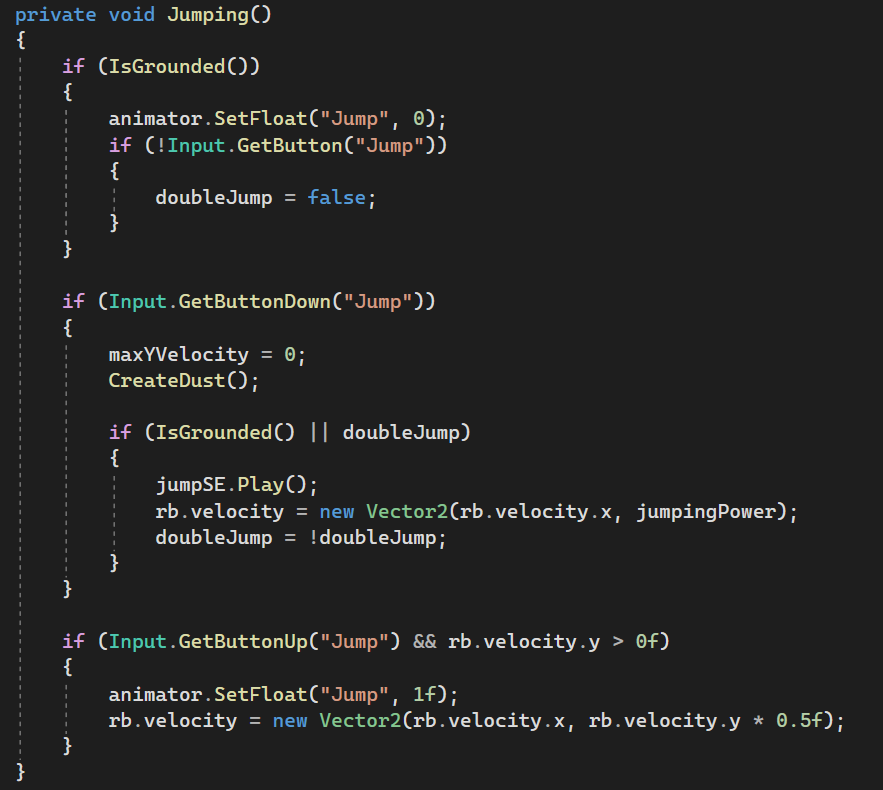 private void Jumping()
{
    if (IsGrounded())
    {
        animator.SetFloat("Jump", 0);
        if (!Input.GetButton("Jump"))
        {
            doubleJump = false;
        }
    }

    if (Input.GetButtonDown("Jump"))
    {
        maxYVelocity = 0;
        CreateDust();

        if (IsGrounded() || doubleJump)
        {
            jumpSE.Play();
            rb.velocity = new Vector2(rb.velocity.x, jumpingPower);
            doubleJump = !doubleJump;
        }
    }

    if (Input.GetButtonUp("Jump") && rb.velocity.y > 0f)
    {
        animator.SetFloat("Jump", 1f);
        rb.velocity = new Vector2(rb.velocity.x, rb.velocity.y * 0.5f);
    }
}